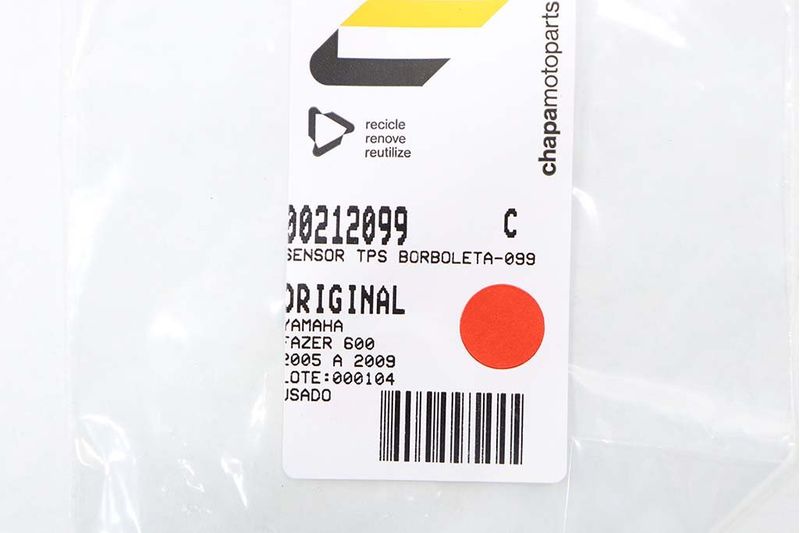 chapamotoparts
recicle
renove
reutilize
00212099 C
SENSOR TPS BORBOLETA-099
ORIGINAL
YAMAHA
FAZER 600
2005 A 2009
LOTE:000104
USADO